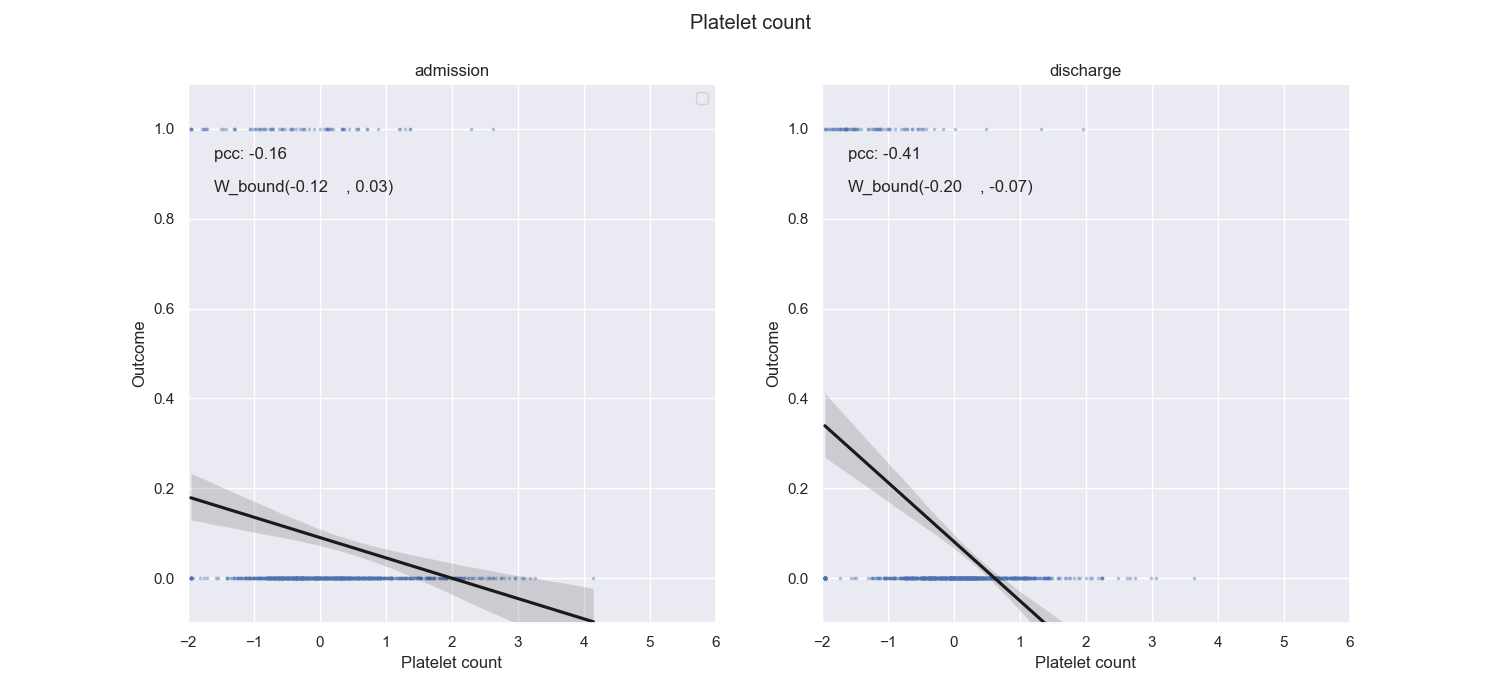 Platelet count
admission
1.0
0.8
0.6
0.4
0.2
0.0
Outcome
pcc: -0.16
W_bound(-0.12    , 0.03)
−2 −1 0 1 2 3 4 5 6
Platelet count
discharge
1.0
0.8
0.6
0.4
0.2
0.0
Outcome
pcc: -0.41
W_bound(-0.20    , -0.07)
−2 −1 0 1 2 3 4 5 6
Platelet count